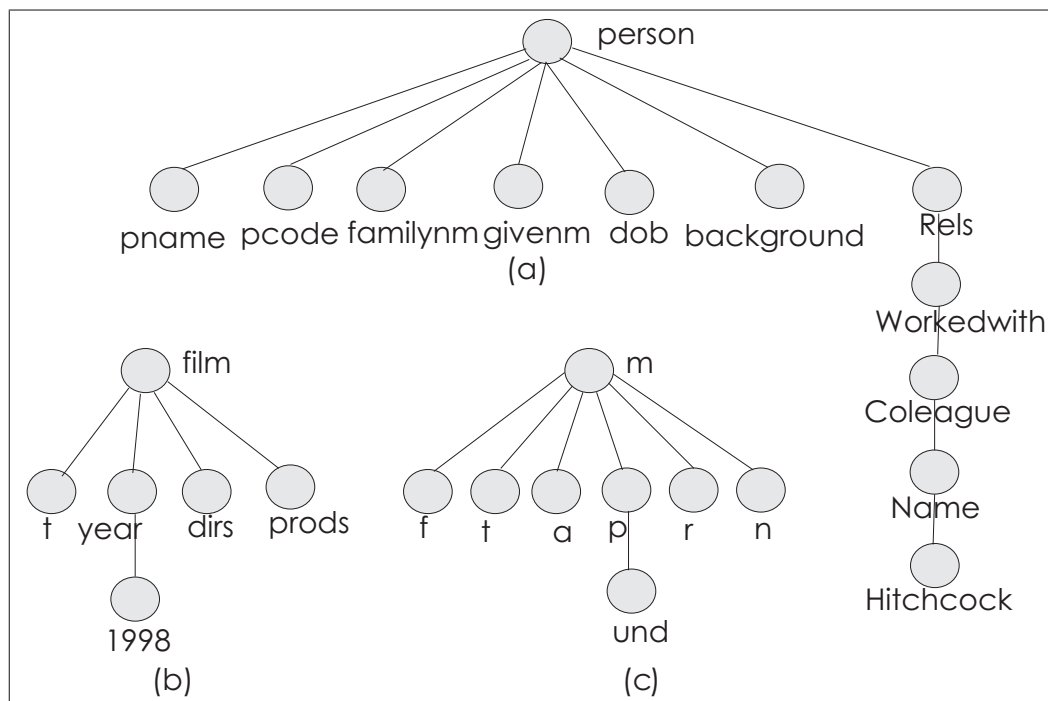 person
pname pcode familynm givenm dob background Rels
(a)
Workedwith
film m
Coleague
t year dirs prods f t a p r n Name
1998 und Hitchcock
(b) (c)